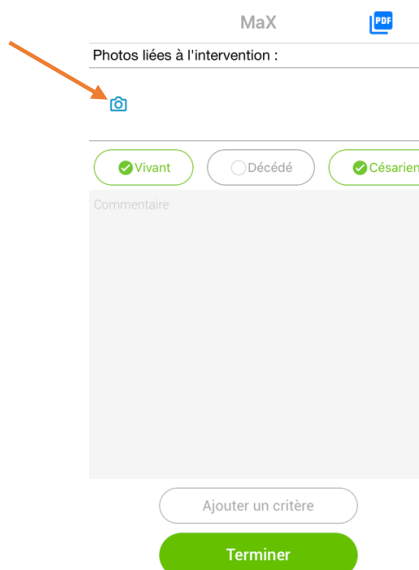 MaX
PDF
Photos liées à l'intervention :
Vivant
Décédé
Césarien
Commentaire
Ajouter un critère
Terminer